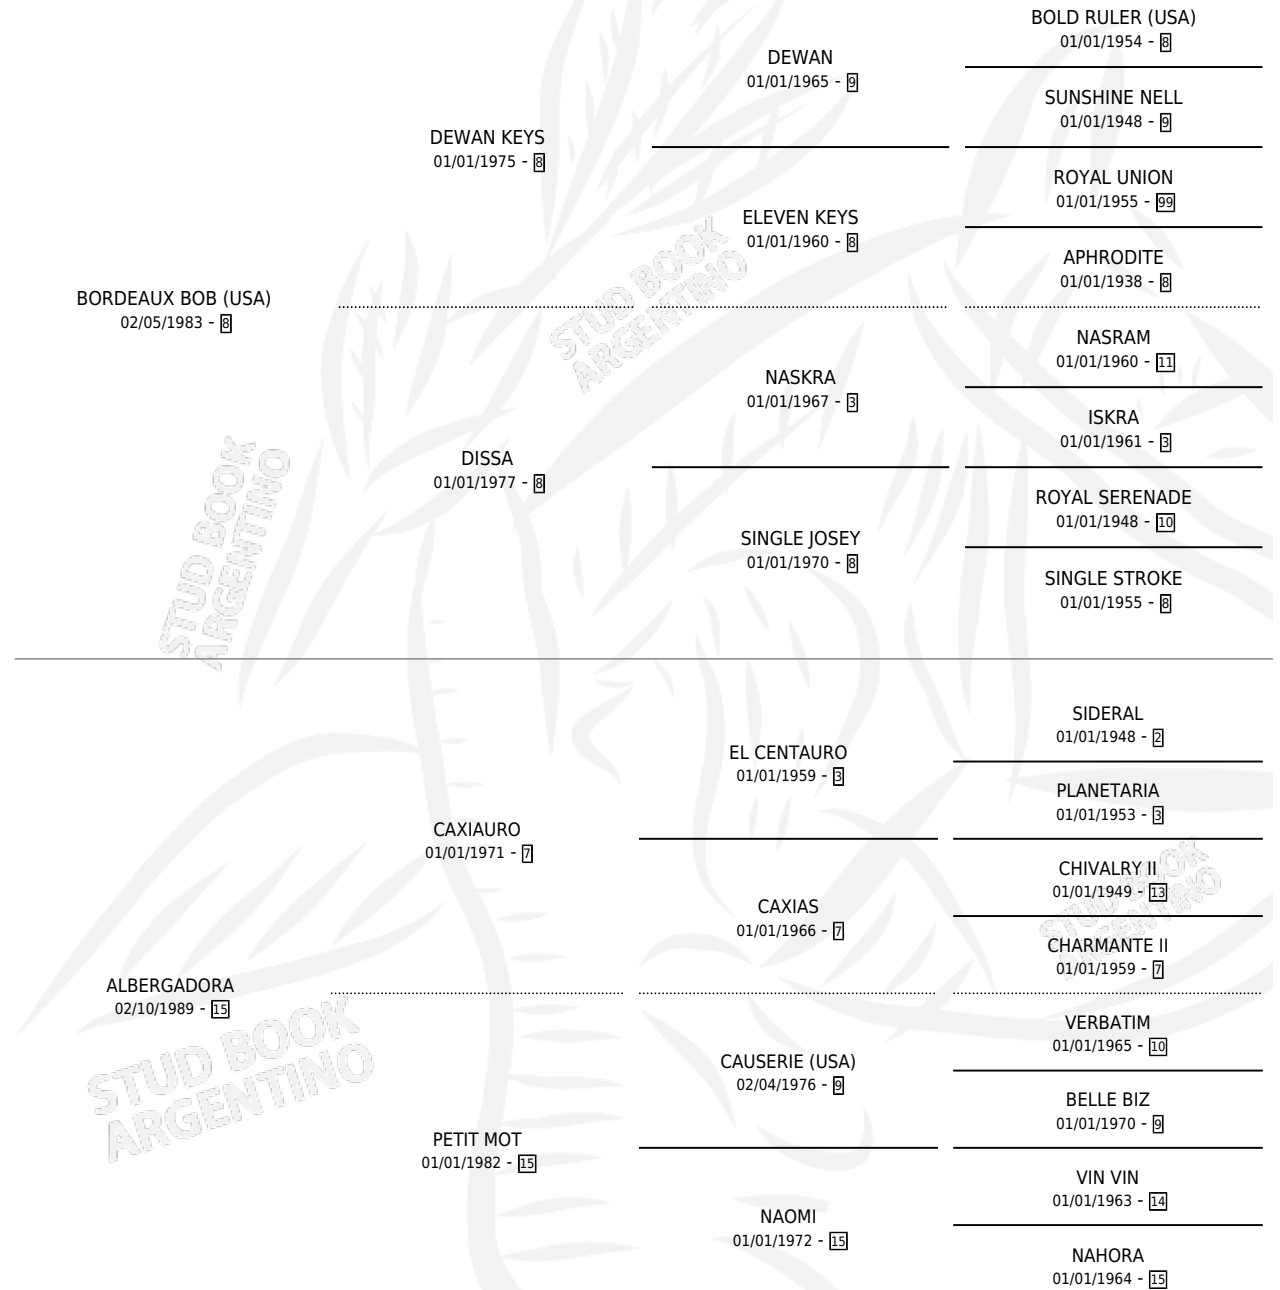 BOLD RULER (USA)
01/01/1954 - 8
DEWAN
01/01/1965 - 9
SUNSHINE NELL
01/01/1948 - 9
DEWAN KEYS
01/01/1975 - 8
ROYAL UNION
01/01/1955 - 99
ELEVEN KEYS
01/01/1960 - 8
APHRODITE
01/01/1938 - 8
BORDEAUX BOB (USA)
02/05/1983 - 8
STUD BOOK
ARGENTINO
NASRAM
01/01/1960 - 11
NASKRA
01/01/1967 - 3
ISKRA
01/01/1961 - 3
DISSA
01/01/1977 - 8
ROYAL SERENADE
01/01/1948 - 10
SINGLE JOSEY
01/01/1970 - 8
SINGLE STROKE
01/01/1955 - 8
STUD BOOK
ARGENTINO
SIDERAL
01/01/1948 - 2
EL CENTAURO
01/01/1959 - 3
PLANETARIA
01/01/1953 - 3
CAXIAURO
01/01/1971 - 7
CHIVALRY II
01/01/1949 - 13
CAXIAS
01/01/1966 - 7
CHARMANTE II
01/01/1959 - 7
STUD BOOK
ARGENTINO
ALBERGADORA
02/10/1989 - 15
VERBATIM
01/01/1965 - 10
CAUSERIE (USA)
02/04/1976 - 9
BELLE BIZ
01/01/1970 - 9
STUD BOOK
ARGENTINO
PETIT MOT
01/01/1982 - 15
VIN VIN
01/01/1963 - 14
NAOMI
01/01/1972 - 15
NAHORA
01/01/1964 - 15